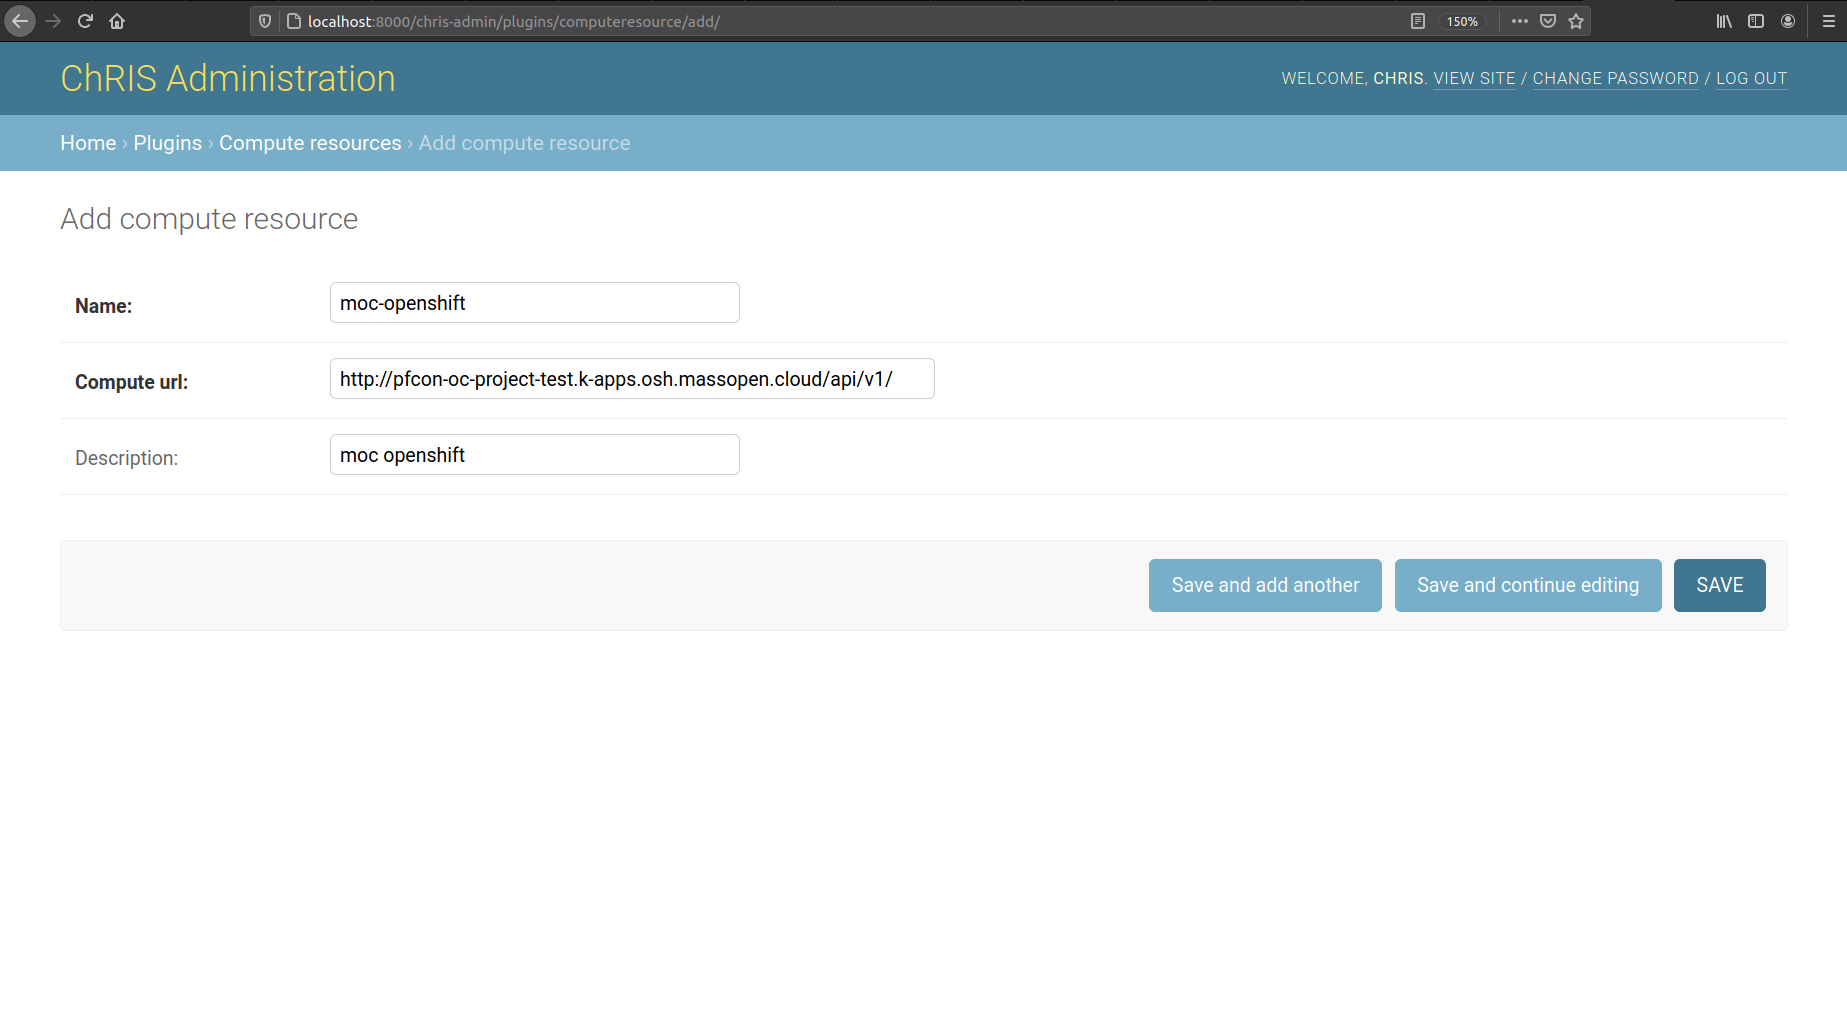 localhost:8000/chris-admin/plugins/computeresource/add/
150%
ChRIS Administration
WELCOME, CHRIS. VIEW SITE / CHANGE PASSWORD / LOG OUT
Home › Plugins › Compute resources › Add compute resource
Add compute resource
Name: moc-openshift
Compute url: http://pfcon-oc-project-test.k-apps.osh.massopen.cloud/api/v1/
Description: moc openshift
Save and add another
Save and continue editing
SAVE